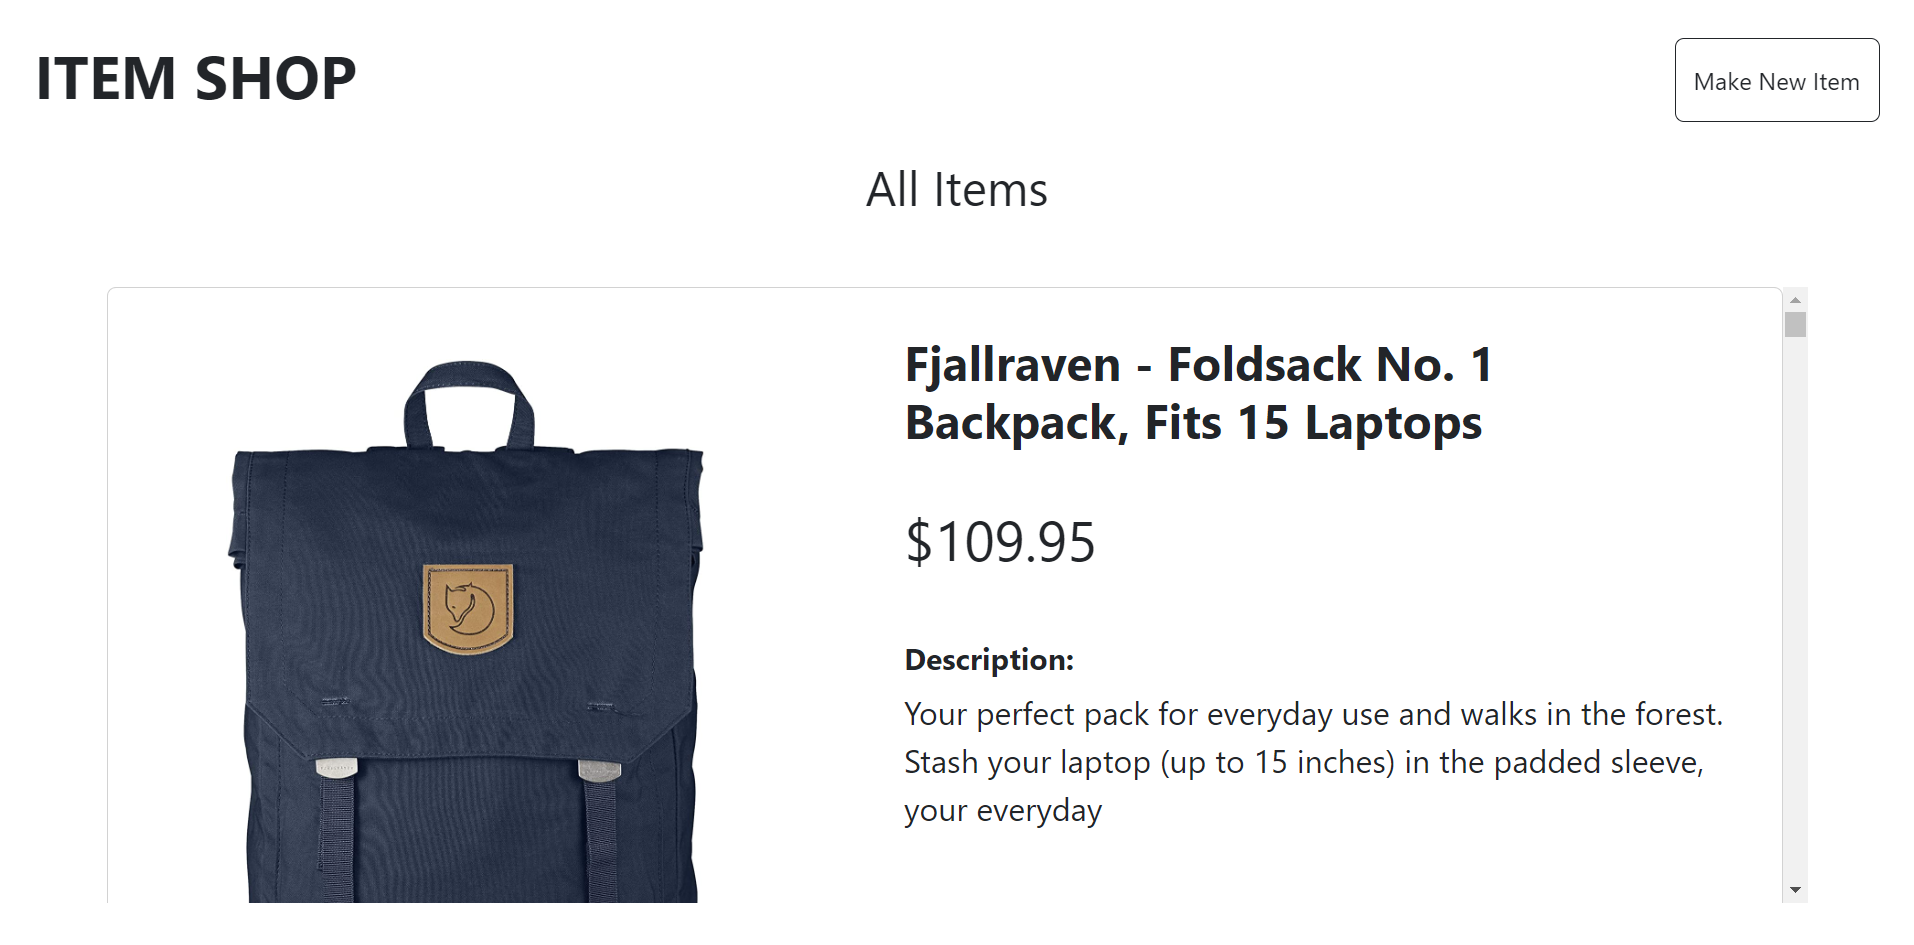 ITEM SHOP
Make New Item
All Items
Fjallraven - Foldsack No. 1
Backpack, Fits 15 Laptops
$109.95
Description:
Your perfect pack for everyday use and walks in the forest.
Stash your laptop (up to 15 inches) in the padded sleeve,
your everyday